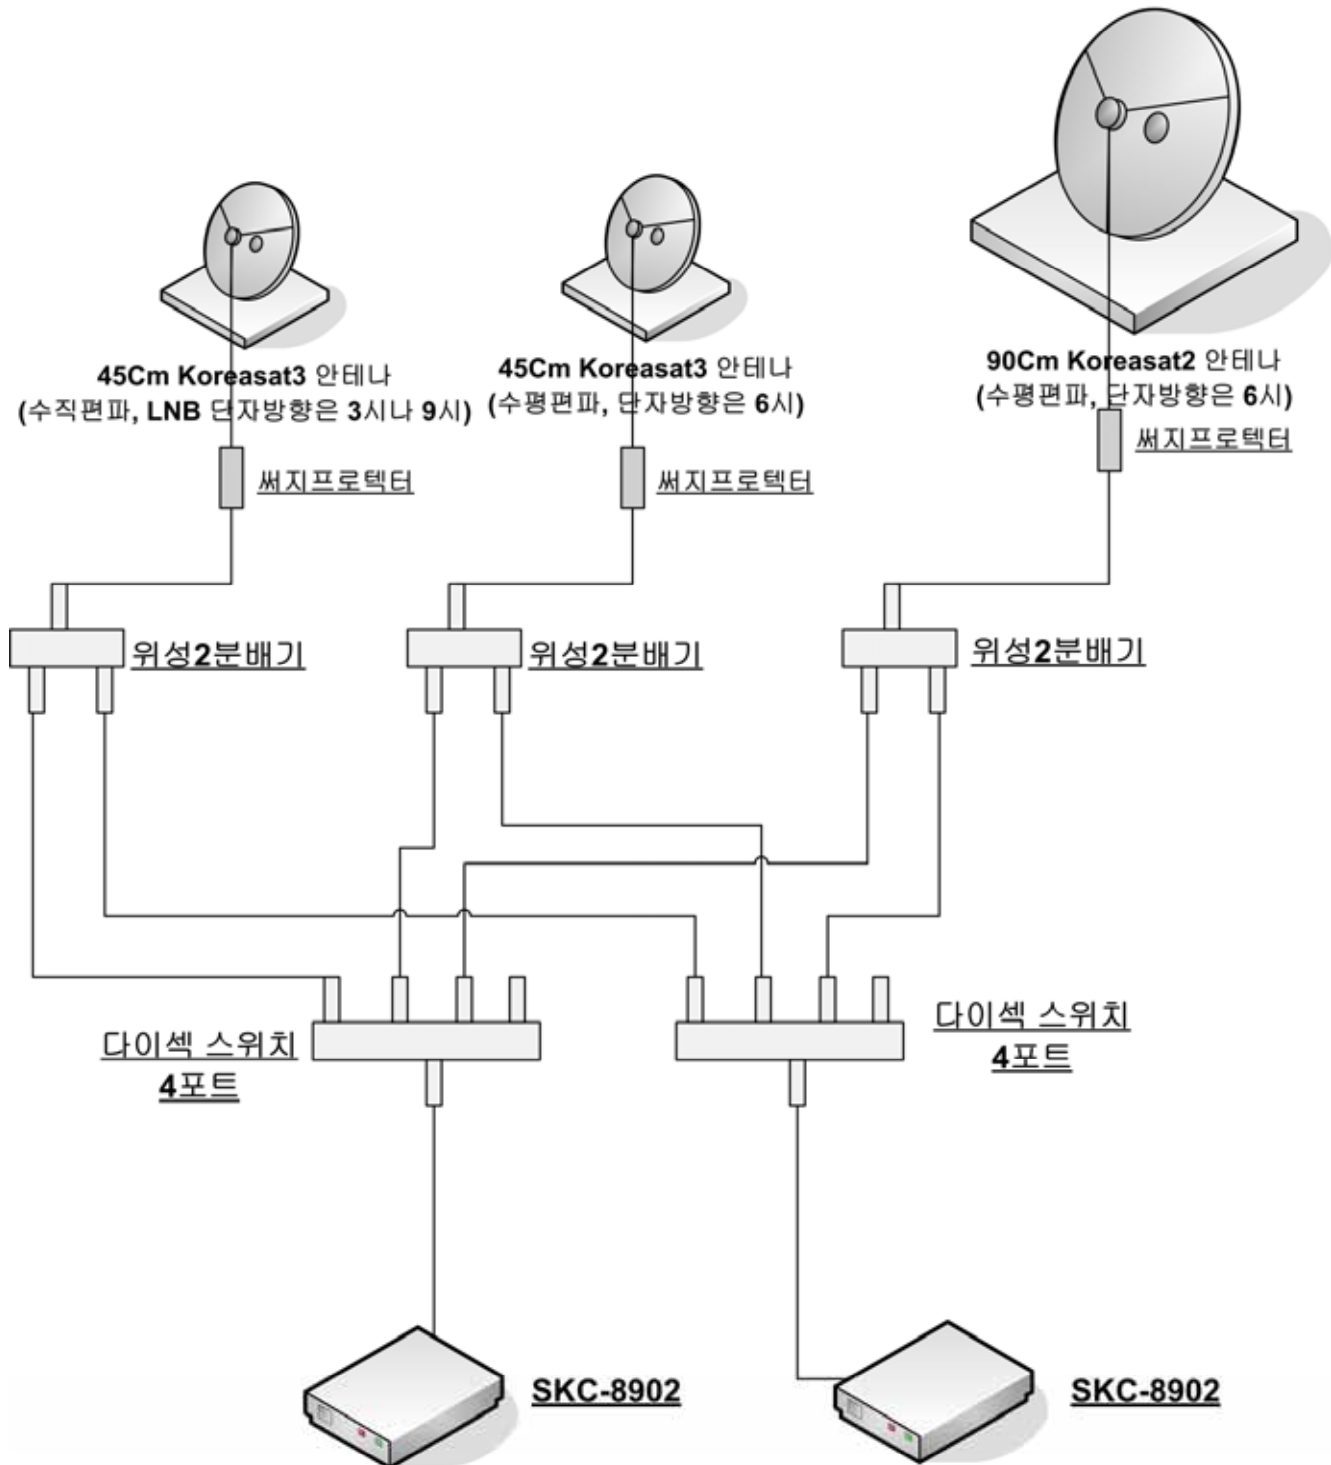 45Cm Koreasat3 안테나
(수직편파, LNB 단자방향은 3시나 9시)
45Cm Koreasat3 안테나
(수평편파, 단자방향은 6시)
90Cm Koreasat2 안테나
(수평편파, 단자방향은 6시)
써지프로텍터
써지프로텍터
써지프로텍터
위성2분배기
위성2분배기
위성2분배기
다이섹 스위치
4포트
다이섹 스위치
4포트
SKC-8902
SKC-8902